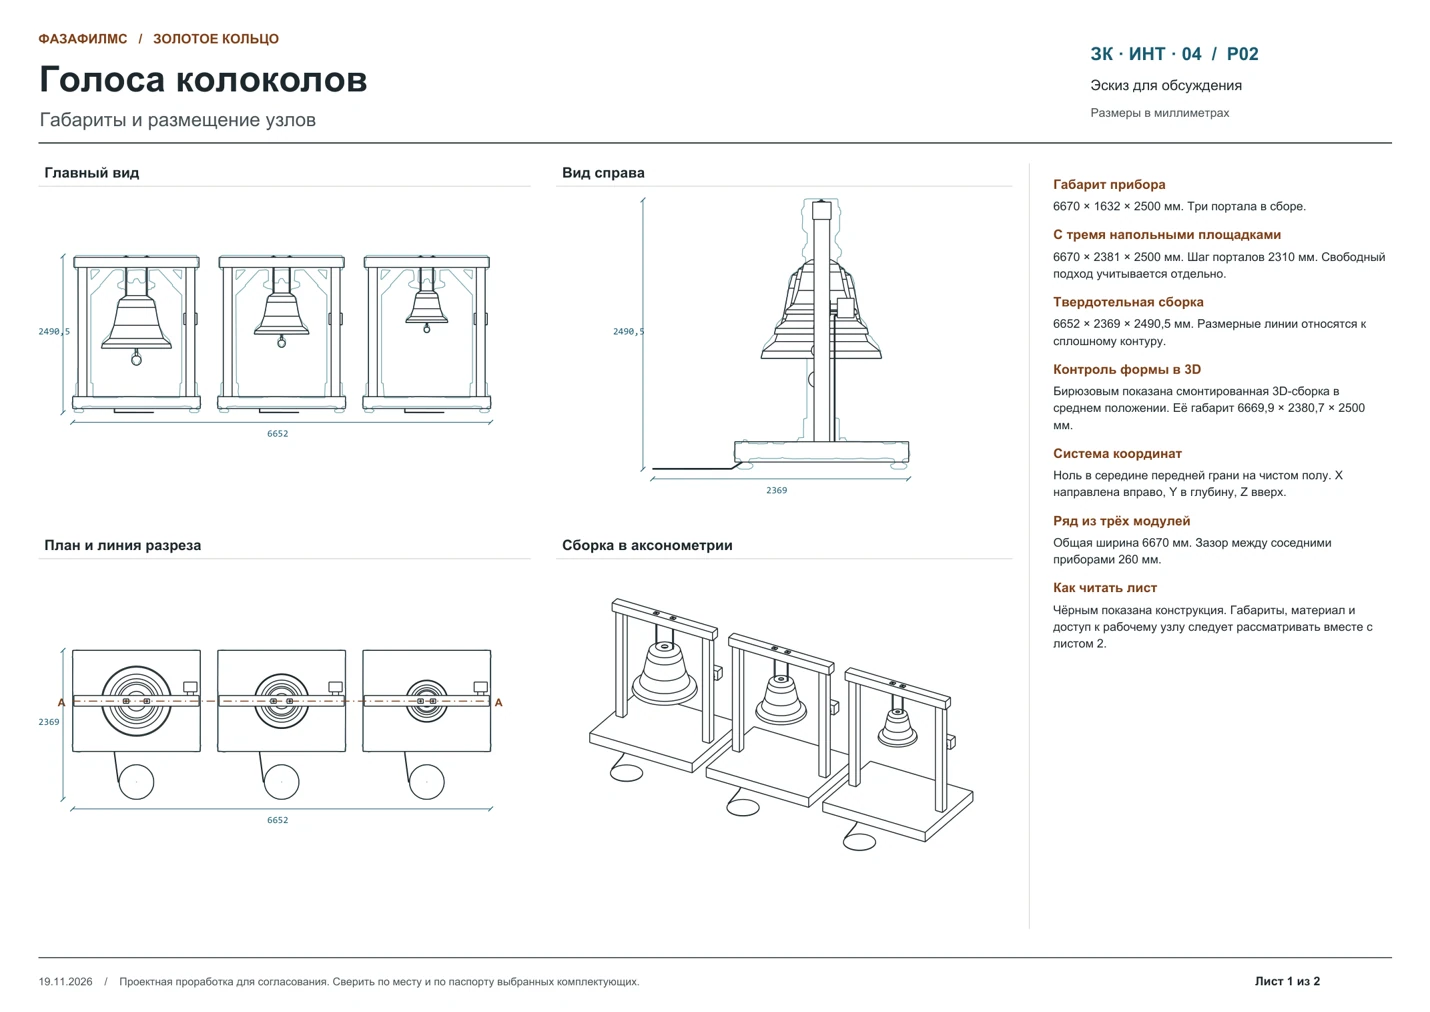 ФАЗАФИЛМС / ЗОЛОТОЕ КОЛЬЦО
Голоса колоколов
Габариты и размещение узлов
ЗК · ИНТ · 04 / P02
Эскиз для обсуждения
Размеры в миллиметрах
Главный вид
2490,5
6652
Вид справа
2490,5
2369
План и линия разреза
A
A
2369
6652
Сборка в аксонометрии
Габарит прибора
6670 × 1632 × 2500 мм. Три портала в сборе.
С тремя напольными площадками
6670 × 2381 × 2500 мм. Шаг порталов 2310 мм. Свободный
подход учитывается отдельно.
Твердотельная сборка
6652 × 2369 × 2490,5 мм. Размерные линии относятся к
сплошному контуру.
Контроль формы в 3D
Бирюзовым показана смонтированная 3D-сборка в
среднем положении. Её габарит 6669,9 × 2380,7 × 2500
мм.
Система координат
Ноль в середине передней грани на чистом полу. X
направлена вправо, Y в глубину, Z вверх.
Ряд из трёх модулей
Общая ширина 6670 мм. Зазор между соседними
приборами 260 мм.
Как читать лист
Чёрным показана конструкция. Габариты, материал и
доступ к рабочему узлу следует рассматривать вместе с
листом 2.
19.11.2026 / Проектная проработка для согласования. Сверить по месту и по паспорту выбранных комплектующих.
Лист 1 из 2